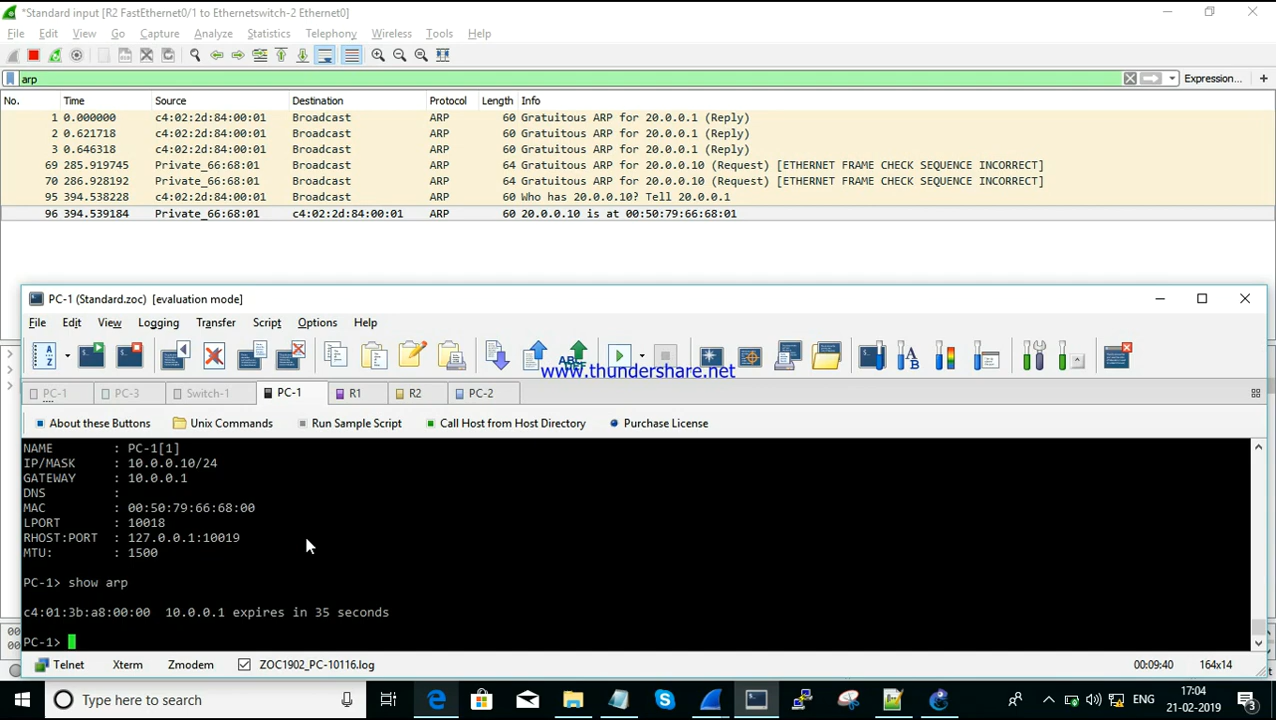 *Standard input [R2 FastEthernet0/1 to Ethernetswitch-2 Ethernet0]
File Edit View Go Capture Analyze Statistics Telephony Wireless Tools Help
arp Expression... +
No. Time Source Destination Protocol Length Info
1 0.000000 c4:02:2d:84:00:01 Broadcast ARP 60 Gratuitous ARP for 20.0.0.1 (Reply)
2 0.621718 c4:02:2d:84:00:01 Broadcast ARP 60 Gratuitous ARP for 20.0.0.1 (Reply)
3 0.646318 c4:02:2d:84:00:01 Broadcast ARP 60 Gratuitous ARP for 20.0.0.1 (Reply)
69 285.919745 Private_66:68:01 Broadcast ARP 64 Gratuitous ARP for 20.0.0.10 (Request) [ETHERNET FRAME CHECK SEQUENCE INCORRECT]
70 286.928192 Private_66:68:01 Broadcast ARP 64 Gratuitous ARP for 20.0.0.10 (Request) [ETHERNET FRAME CHECK SEQUENCE INCORRECT]
95 394.538228 c4:02:2d:84:00:01 Broadcast ARP 60 Who has 20.0.0.10? Tell 20.0.0.1
96 394.539184 Private_66:68:01 c4:02:2d:84:00:01 ARP 60 20.0.0.10 is at 00:50:79:66:68:01
PC-1 (Standard.zoc) [evaluation mode]
File Edit View Logging Transfer Script Options Help
www.thundershare.net
PC-1 PC-3 Switch-1 PC-1 R1 R2 PC-2
About these Buttons Unix Commands Run Sample Script Call Host from Host Directory Purchase License
NAME : PC-1[1]
IP/MASK : 10.0.0.10/24
GATEWAY : 10.0.0.1
DNS :
MAC : 00:50:79:66:68:00
LPORT : 10018
RHOST:PORT : 127.0.0.1:10019
MTU: : 1500
PC-1> show arp
c4:01:3b:a8:00:00 10.0.0.1 expires in 35 seconds
PC-1>
Telnet Xterm Zmodem ZOC1902_PC-10116.log 00:09:40 164x14
Type here to search ENG 17:04 21-02-2019 3